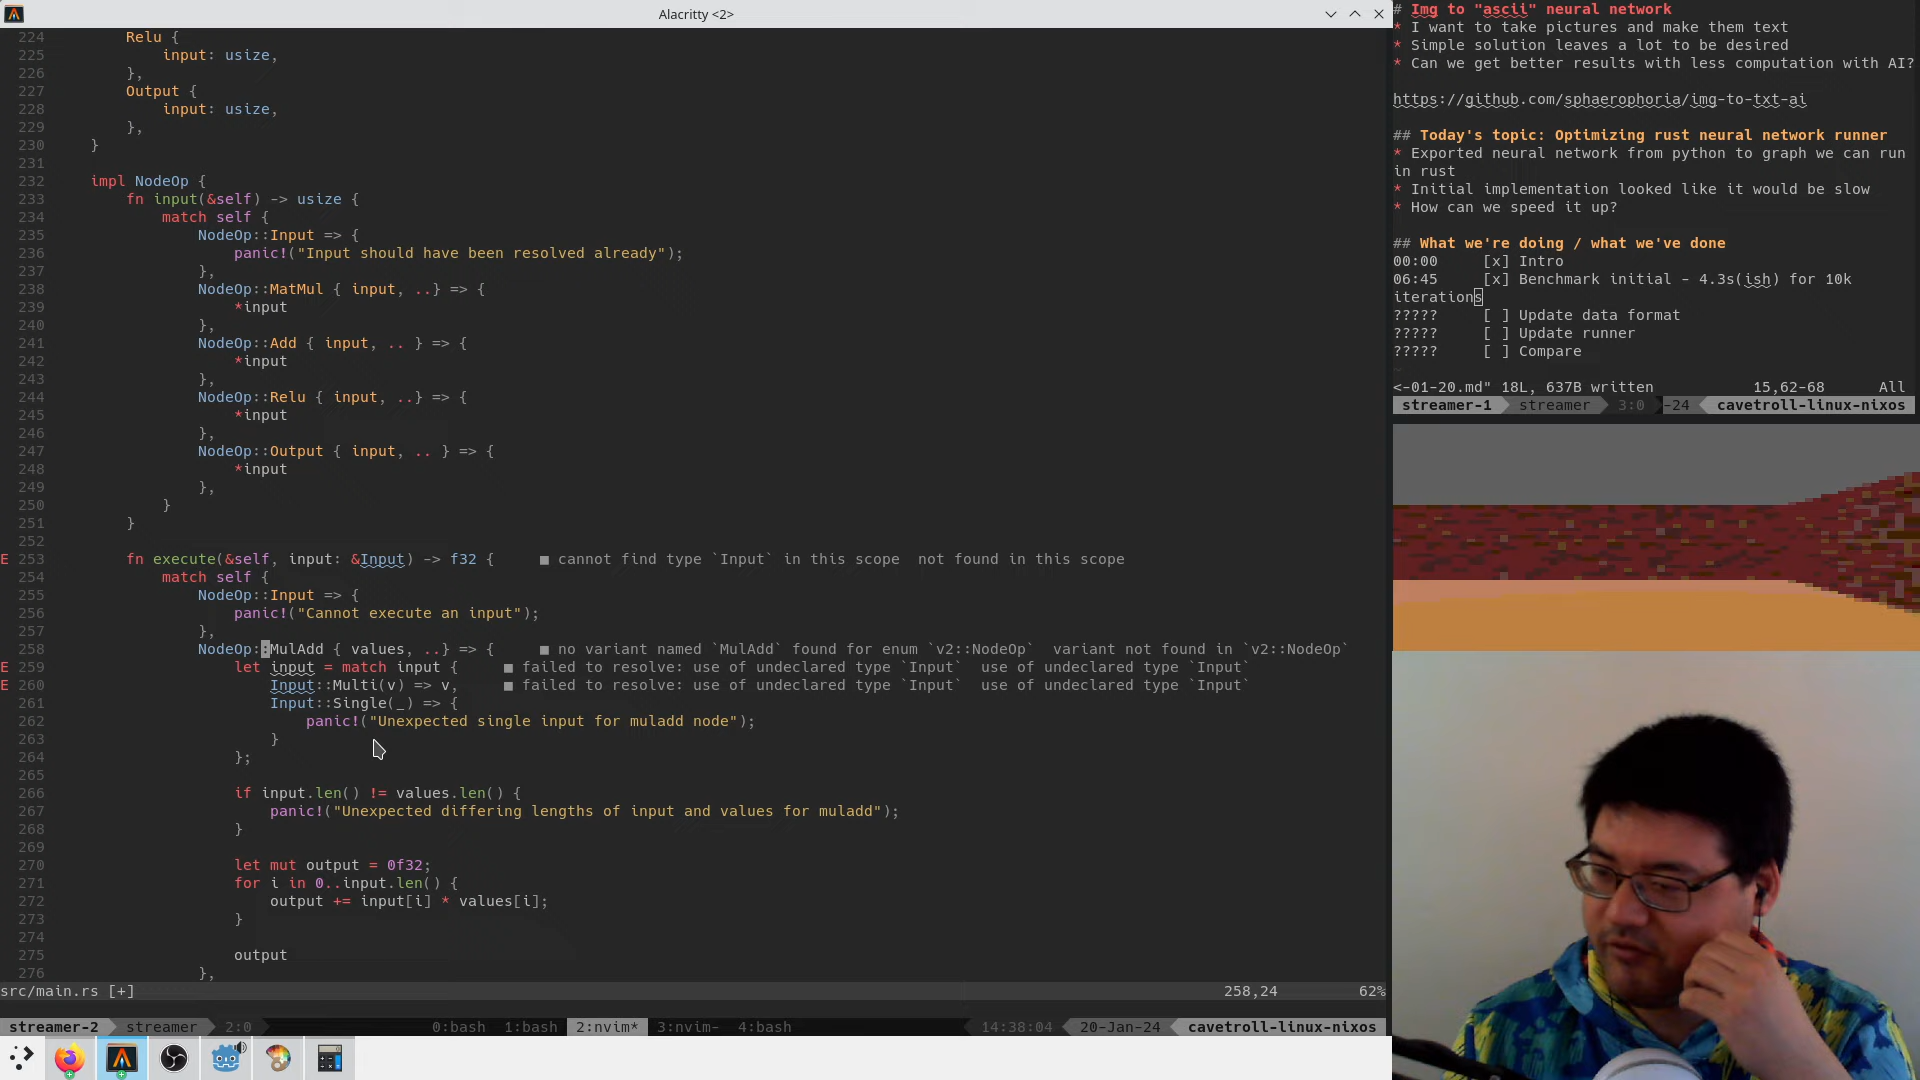 Alacritty <2>
224 Relu {
225 input: usize,
226 },
227 Output {
228 input: usize,
229 },
230 }
231
232 impl NodeOp {
233 fn input(&self) -> usize {
234 match self {
235 NodeOp::Input => {
236 panic!("Input should have been resolved already");
237 },
238 NodeOp::MatMul { input, ..} => {
239 *input
240 },
241 NodeOp::Add { input, .. } => {
242 *input
243 },
244 NodeOp::Relu { input, ..} => {
245 *input
246 },
247 NodeOp::Output { input, .. } => {
248 *input
249 },
250 }
251 }
252
E 253 fn execute(&self, input: &Input) -> f32 { ■ cannot find type `Input` in this scope  not found in this scope
254 match self {
255 NodeOp::Input => {
256 panic!("Cannot execute an input");
257 },
258 NodeOp::MulAdd { values, ..} => { ■ no variant named `MulAdd` found for enum `v2::NodeOp`  variant not found in `v2::NodeOp`
E 259 let input = match input { ■ failed to resolve: use of undeclared type `Input`  use of undeclared type `Input`
E 260 Input::Multi(v) => v, ■ failed to resolve: use of undeclared type `Input`  use of undeclared type `Input`
261 Input::Single(_) => {
262 panic!("Unexpected single input for muladd node");
263 }
264 };
265
266 if input.len() != values.len() {
267 panic!("Unexpected differing lengths of input and values for muladd");
268 }
269
270 let mut output = 0f32;
271 for i in 0..input.len() {
272 output += input[i] * values[i];
273 }
274
275 output
276 },
src/main.rs [+] 258,24 62%
streamer-2 streamer 2:0 0:bash 1:bash 2:nvim* 3:nvim- 4:bash 14:38:04 20-Jan-24 cavetroll-linux-nixos
# Img to "ascii" neural network
* I want to take pictures and make them text
* Simple solution leaves a lot to be desired
* Can we get better results with less computation with AI?
https://github.com/sphaerophoria/img-to-txt-ai
## Today's topic: Optimizing rust neural network runner
* Exported neural network from python to graph we can run
in rust
* Initial implementation looked like it would be slow
* How can we speed it up?
## What we're doing / what we've done
00:00 [x] Intro
06:45 [x] Benchmark initial - 4.3s(ish) for 10k
iterations
????? [ ] Update data format
????? [ ] Update runner
????? [ ] Compare
~
<-01-20.md" 18L, 637B written 15,62-68 All
streamer-1 streamer 3:0 -24 cavetroll-linux-nixos